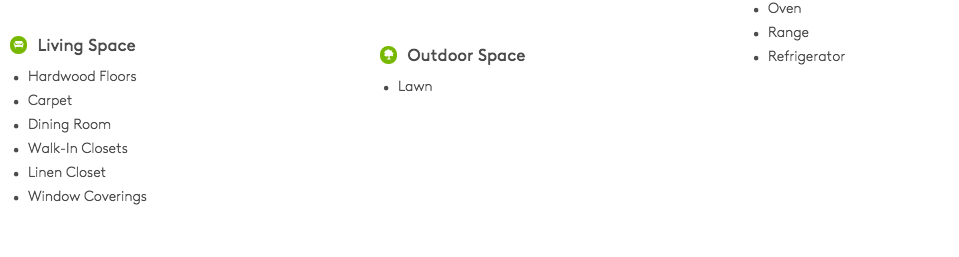 Living Space
Hardwood Floors
Carpet
Dining Room
Walk-In Closets
Linen Closet
Window Coverings
Outdoor Space
Lawn
Oven
Range
Refrigerator